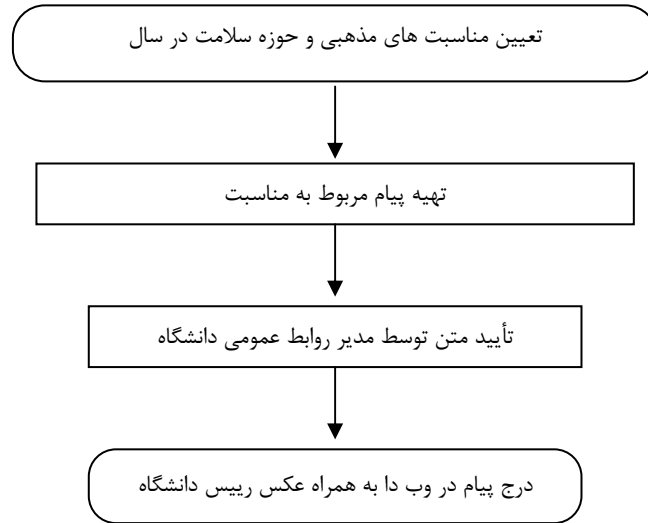 تعیین مناسبت های مذهبی و حوزه سلامت در سال
تهیه پیام مربوط به مناسبت
تأیید متن توسط مدیر روابط عمومی دانشگاه
درج پیام در وب دا به همراه عکس رییس دانشگاه